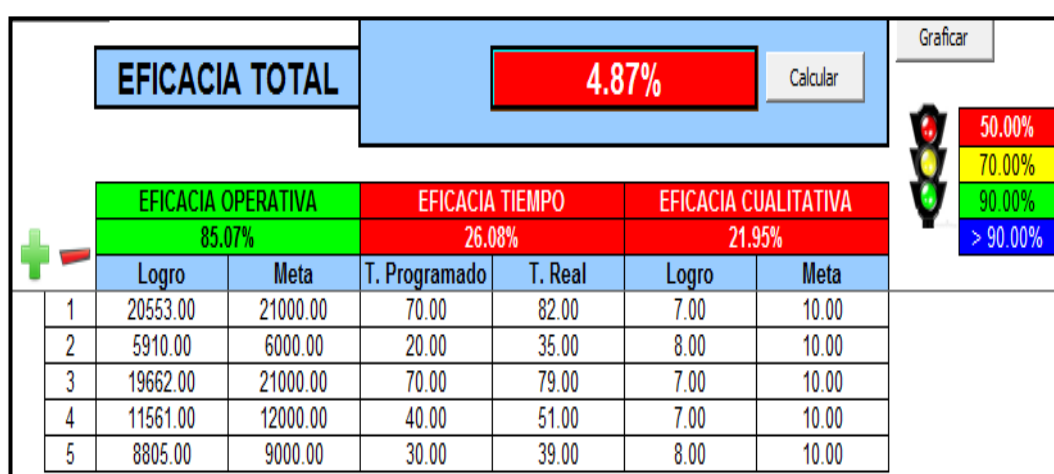 Graficar
EFICACIA TOTAL 4.87% Calcular
50.00%
70.00%
90.00%
> 90.00%
EFICACIA OPERATIVA EFICACIA TIEMPO EFICACIA CUALITATIVA
85.07% 26.08% 21.95%
Logro Meta T. Programado T. Real Logro Meta
1 20553.00 21000.00 70.00 82.00 7.00 10.00
2 5910.00 6000.00 20.00 35.00 8.00 10.00
3 19662.00 21000.00 70.00 79.00 7.00 10.00
4 11561.00 12000.00 40.00 51.00 7.00 10.00
5 8805.00 9000.00 30.00 39.00 8.00 10.00